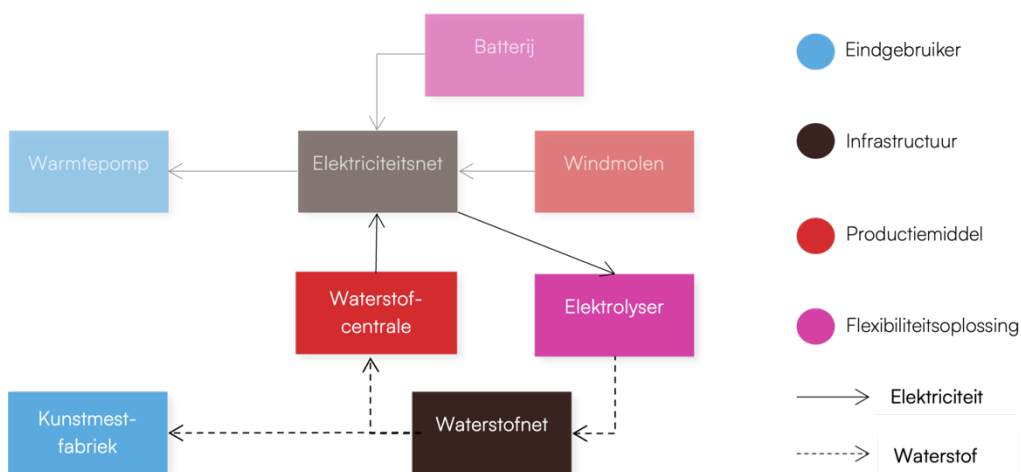 Batterij
Warmtepomp
Elektriciteitsnet
Windmolen
Waterstof-
centrale
Elektrolyser
Kunstmest-
fabriek
Waterstofnet
Eindgebruiker
Infrastructuur
Productiemiddel
Flexibiliteitsoplossing
Elektriciteit
Waterstof